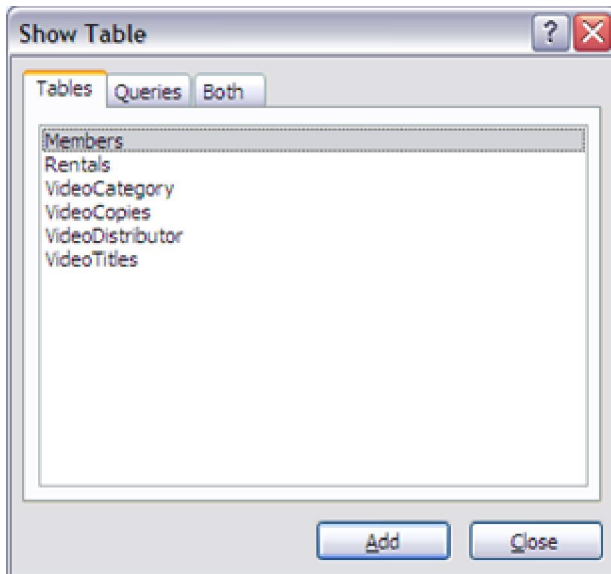 Show Table
?
Tables Queries Both
Members
Rentals
VideoCategory
VideoCopies
VideoDistributor
VideoTitles
Add Close